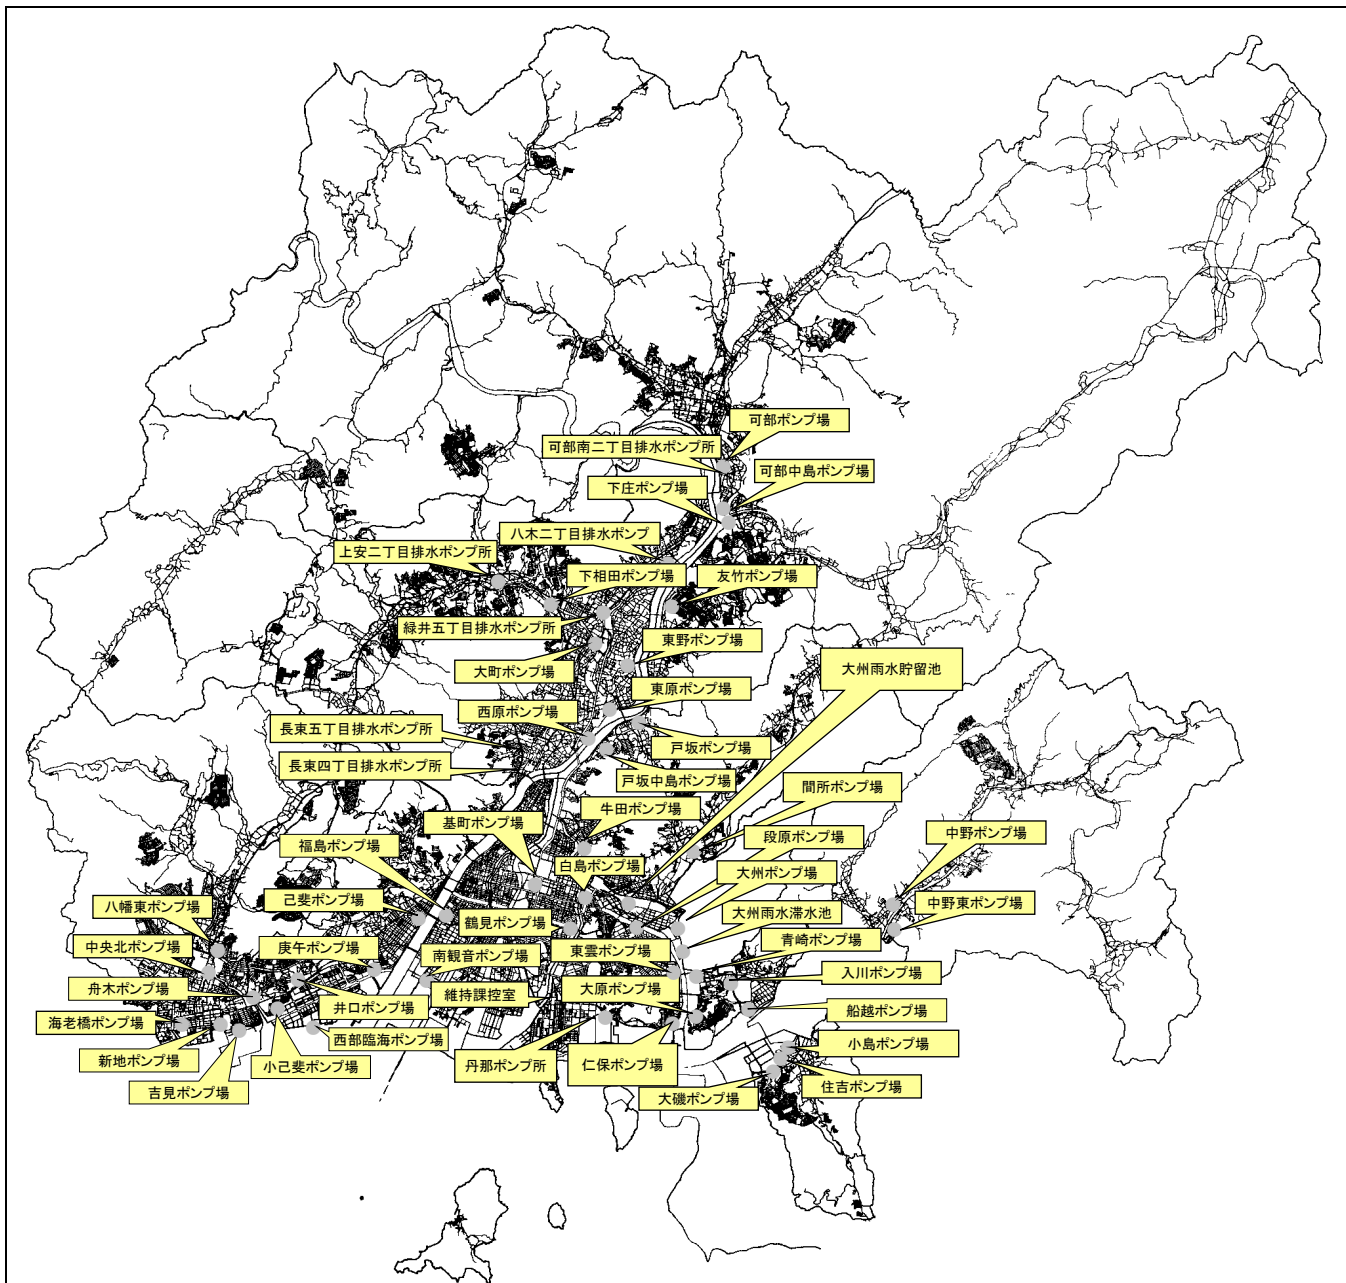 可部ポンプ場
可部南二丁目排水ポンプ所
可部中島ポンプ場
下庄ポンプ場
八木二丁目排水ポンプ
上安二丁目排水ポンプ所
下相田ポンプ場
友竹ポンプ場
緑井五丁目排水ポンプ所
東野ポンプ場
大町ポンプ場
大州雨水貯留池
東原ポンプ場
西原ポンプ場
長束五丁目排水ポンプ所
戸坂ポンプ場
長束四丁目排水ポンプ所
戸坂中島ポンプ場
間所ポンプ場
牛田ポンプ場
基町ポンプ場
段原ポンプ場
中野ポンプ場
福島ポンプ場
白島ポンプ場
大州ポンプ場
己斐ポンプ場
中野東ポンプ場
八幡東ポンプ場
大州雨水滞水池
鶴見ポンプ場
青崎ポンプ場
中央北ポンプ場
庚午ポンプ場
南観音ポンプ場
東雲ポンプ場
入川ポンプ場
舟木ポンプ場
大原ポンプ場
維持課控室
井口ポンプ場
船越ポンプ場
海老橋ポンプ場
西部臨海ポンプ場
小島ポンプ場
新地ポンプ場
小己斐ポンプ場
丹那ポンプ所
仁保ポンプ場
住吉ポンプ場
吉見ポンプ場
大磯ポンプ場